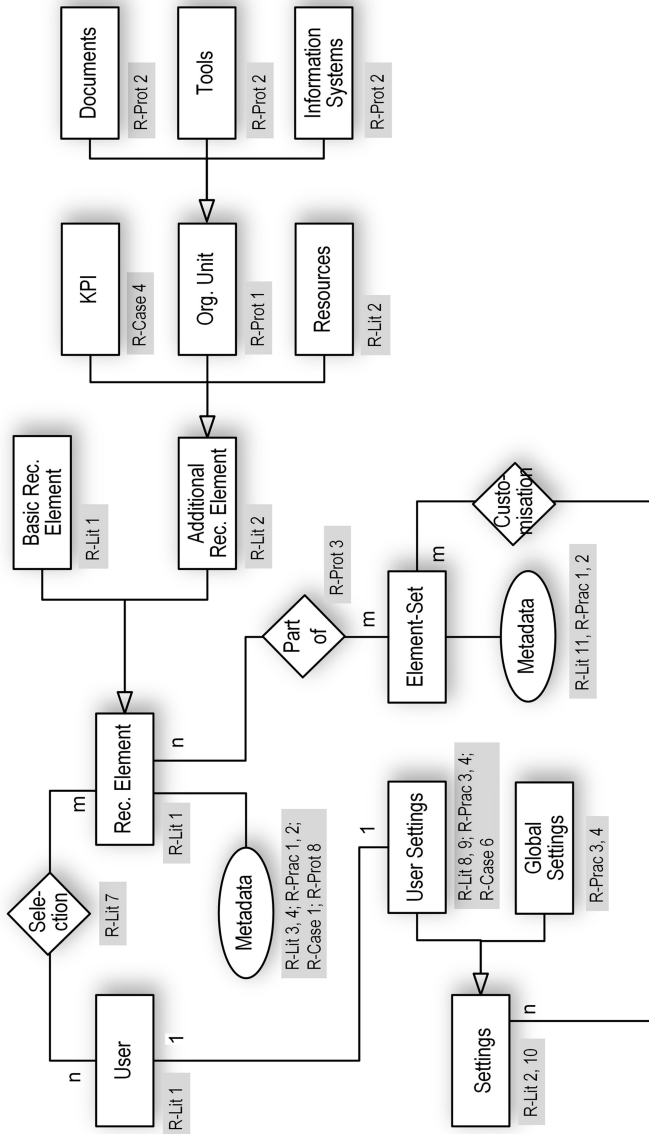 n
Sele-
ction
R-Lit 7
m
User
R-Lit 1
1
Rec. Element
R-Lit 1
n
Metadata
R-Lit 3, 4; R-Prac 1, 2;
R-Case 1; R-Prot 8
Basic Rec.
Element
R-Lit 1
Additional
Rec. Element
R-Lit 2
KPI
R-Case 4
Org. Unit
R-Prot 1
Resources
R-Lit 2
Documents
R-Prot 2
Tools
R-Prot 2
Information
Systems
R-Prot 2
Part
of
R-Prot 3
m
Element-Set
m
Metadata
R-Lit 11, R-Prac 1, 2
Custo-
misation
1
User Settings
R-Lit 8, 9; R-Prac 3, 4;
R-Case 6
Global
Settings
R-Prac 3, 4
Settings
R-Lit 2, 10
n